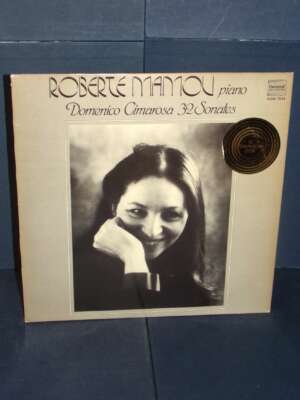 ROBERTE MAMOU piano
Domenico Cimarosa 32 Sonates